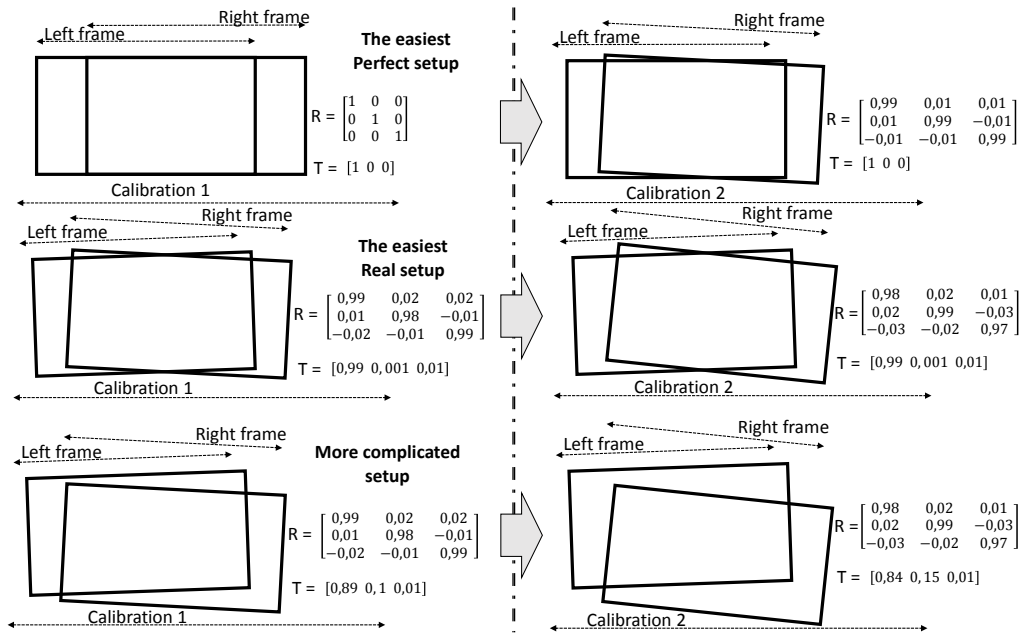 Right frame
Left frame
The easiest
Perfect setup
R = [1 0 0
0 1 0
0 0 1]
T = [1 0 0]
Calibration 1
Right frame
Left frame
R = [0,99 0,01 0,01
0,01 0,99 −0,01
−0,01 −0,01 0,99]
T = [1 0 0]
Calibration 2
Right frame
Left frame
The easiest
Real setup
R = [0,99 0,02 0,02
0,01 0,98 −0,01
−0,02 −0,01 0,99]
T = [0,99 0,001 0,01]
Calibration 1
Right frame
Left frame
R = [0,98 0,02 0,01
0,02 0,99 −0,03
−0,03 −0,02 0,97]
T = [0,99 0,001 0,01]
Calibration 2
Right frame
Left frame
More complicated
setup
R = [0,99 0,02 0,02
0,01 0,98 −0,01
−0,02 −0,01 0,99]
T = [0,89 0,1 0,01]
Calibration 1
Right frame
Left frame
R = [0,98 0,02 0,01
0,02 0,99 −0,03
−0,03 −0,02 0,97]
T = [0,84 0,15 0,01]
Calibration 2